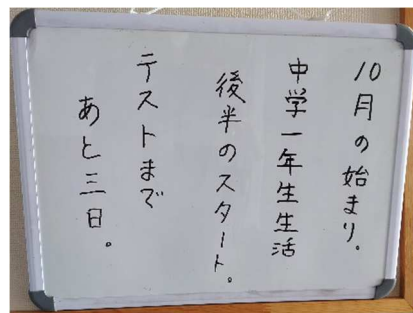 10月の始まり。
中学一年生生活
後半のスタート。
テストまで
あと三日。